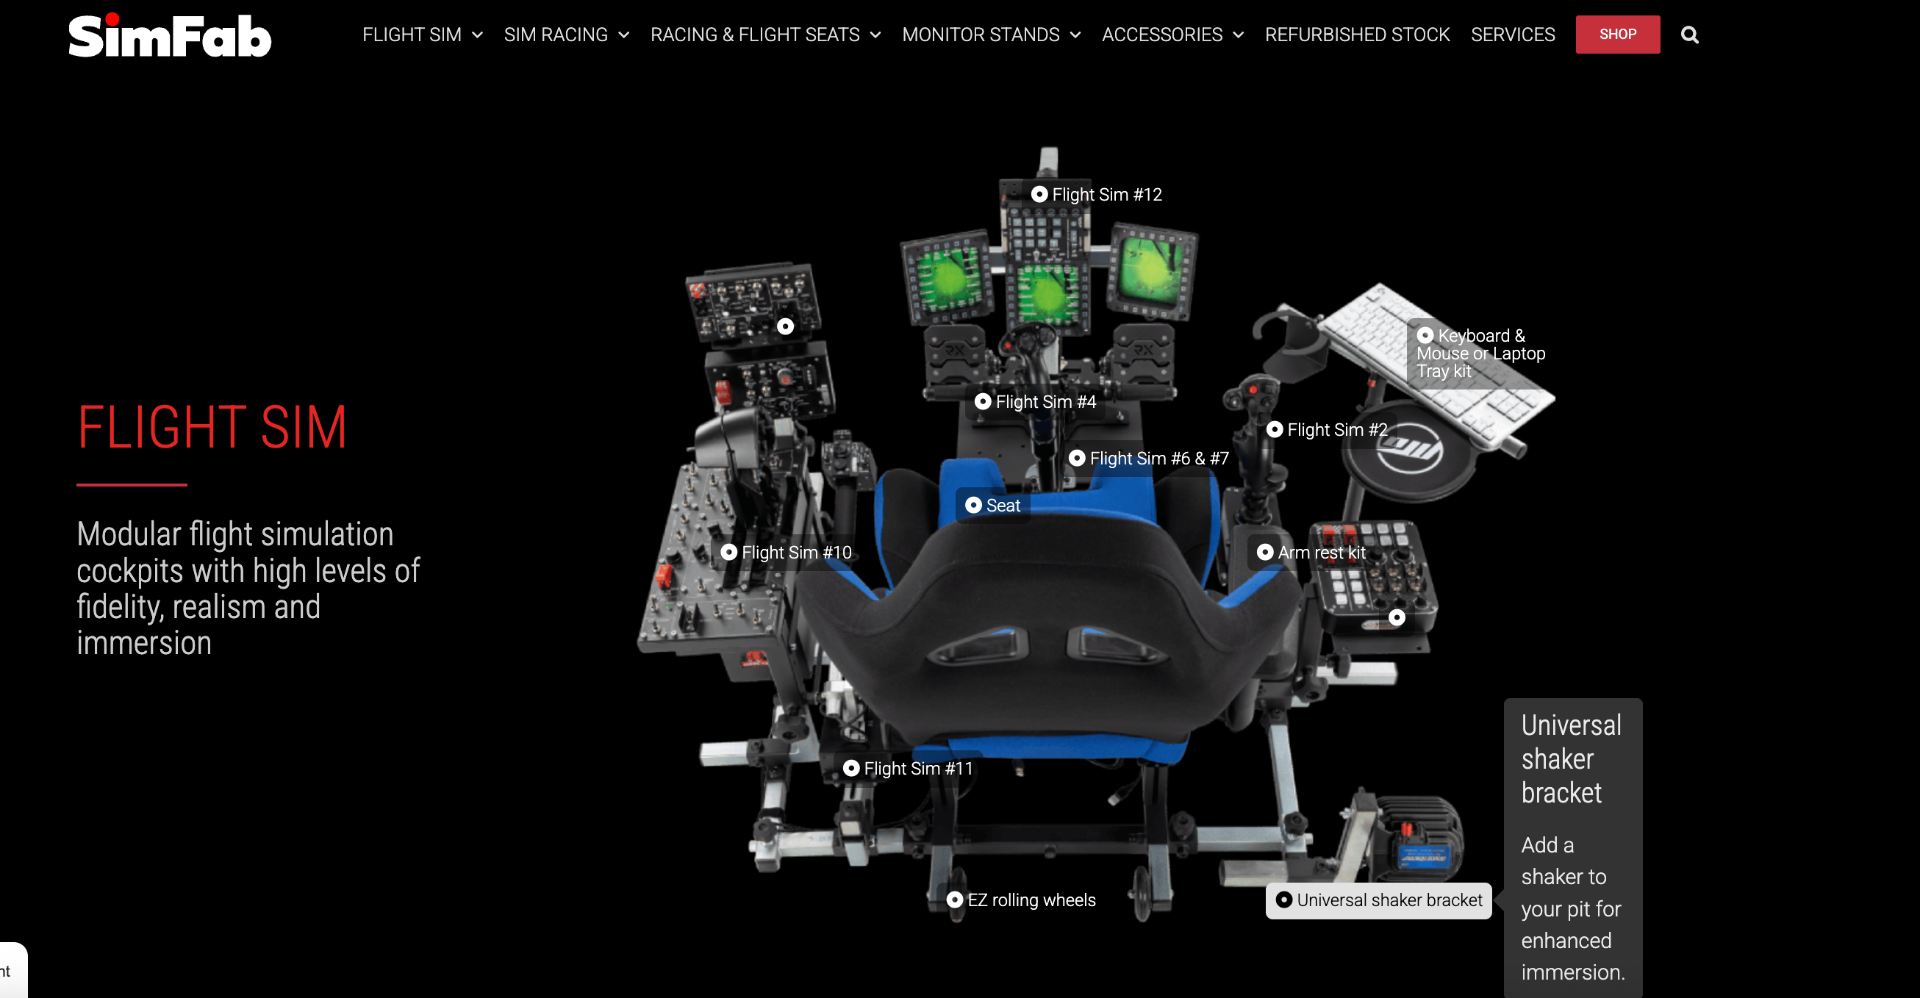 SimFab
FLIGHT SIM
SIM RACING
RACING & FLIGHT SEATS
MONITOR STANDS
ACCESSORIES
REFURBISHED STOCK
SERVICES
SHOP
Flight Sim #12
Keyboard &
Mouse or Laptop
Tray kit
RX
Flight Sim #4
Flight Sim #2
FLIGHT SIM
Flight Sim #6 & #7
Seat
Modular flight simulation
cockpits with high levels of
fidelity, realism and
immersion
Flight Sim #10
Arm rest kit
Universal
shaker
bracket
Flight Sim #11
Add a
shaker to
your pit for
enhanced
immersion.
EZ rolling wheels
Universal shaker bracket
nt